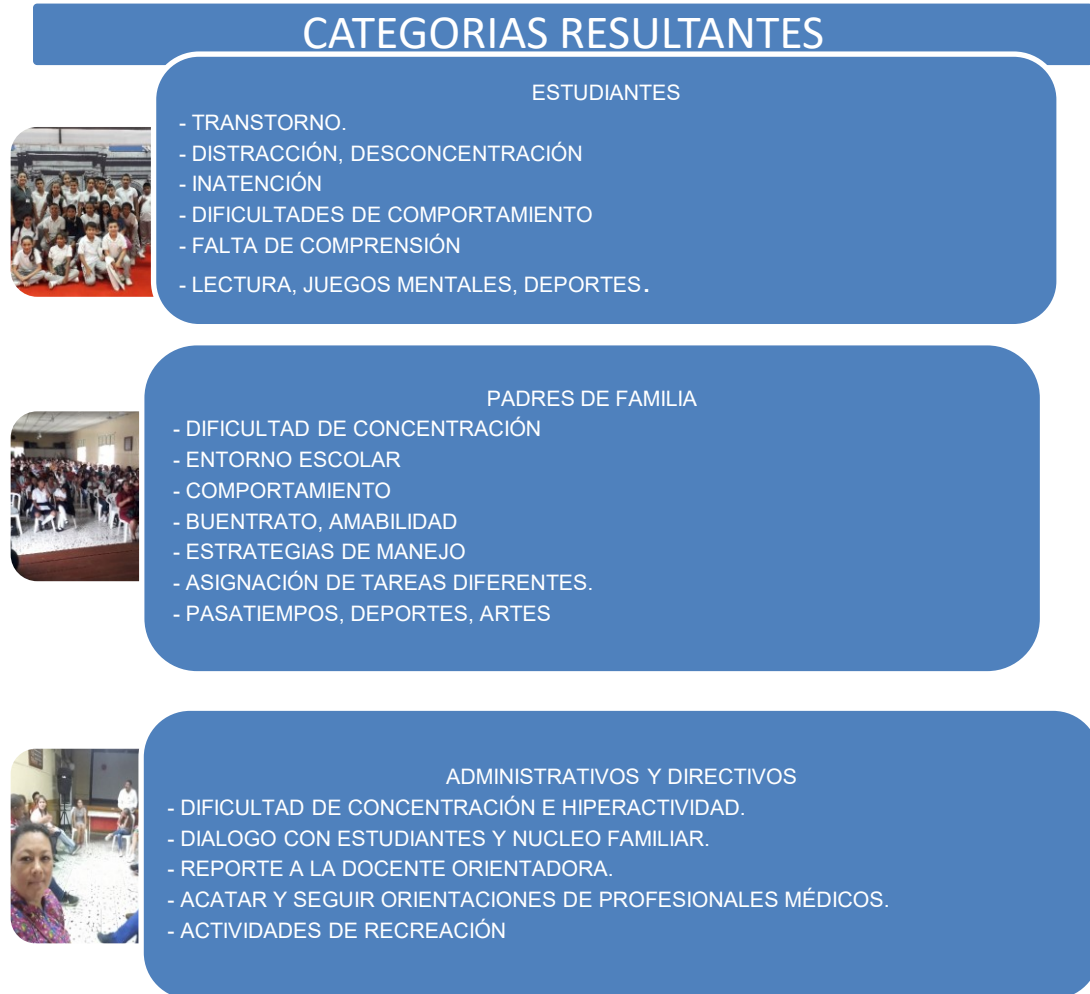 CATEGORIAS RESULTANTES
ESTUDIANTES
- TRANSTORNO.
- DISTRACCIÓN, DESCONCENTRACIÓN
- INATENCIÓN
- DIFICULTADES DE COMPORTAMIENTO
- FALTA DE COMPRENSIÓN
- LECTURA, JUEGOS MENTALES, DEPORTES.
PADRES DE FAMILIA
- DIFICULTAD DE CONCENTRACIÓN
- ENTORNO ESCOLAR
- COMPORTAMIENTO
- BUENTRATO, AMABILIDAD
- ESTRATEGIAS DE MANEJO
- ASIGNACIÓN DE TAREAS DIFERENTES.
- PASATIEMPOS, DEPORTES, ARTES
ADMINISTRATIVOS Y DIRECTIVOS
- DIFICULTAD DE CONCENTRACIÓN E HIPERACTIVIDAD.
- DIALOGO CON ESTUDIANTES Y NUCLEO FAMILIAR.
- REPORTE A LA DOCENTE ORIENTADORA.
- ACATAR Y SEGUIR ORIENTACIONES DE PROFESIONALES MÉDICOS.
- ACTIVIDADES DE RECREACIÓN